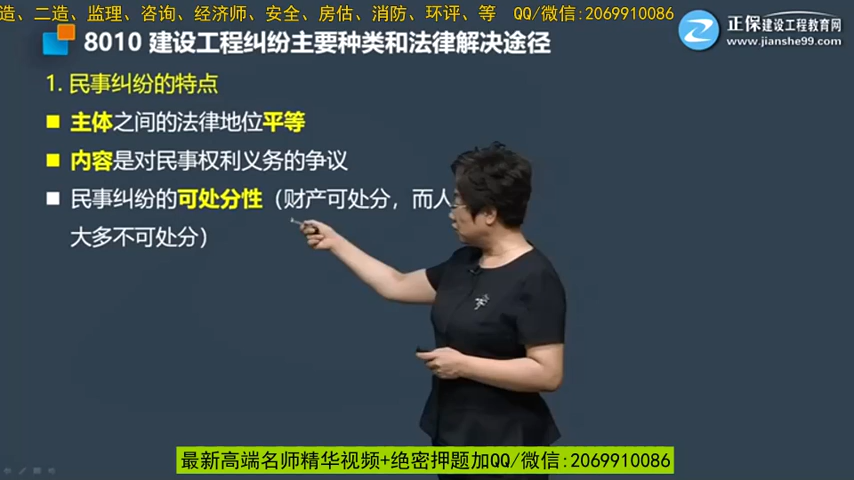 造、二造、监理、咨询、经济师、安全、房估、消防、环评、等 QQ/微信:2069910086
正保建设工程教育网
www.jianshe99.com
8010 建设工程纠纷主要种类和法律解决途径
1. 民事纠纷的特点
主体之间的法律地位平等
内容是对民事权利义务的争议
民事纠纷的可处分性（财产可处分，而人
大多不可处分）
最新高端名师精华视频+绝密押题加QQ/微信:2069910086